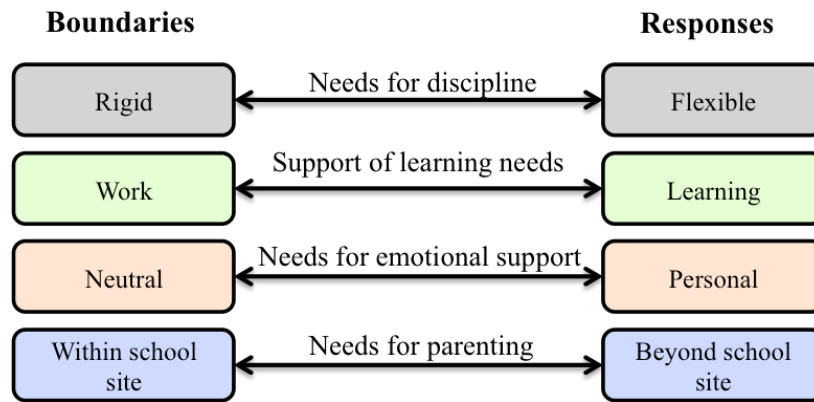 Boundaries
Responses
Rigid
Needs for discipline
Flexible
Work
Support of learning needs
Learning
Neutral
Needs for emotional support
Personal
Within school
site
Needs for parenting
Beyond school
site